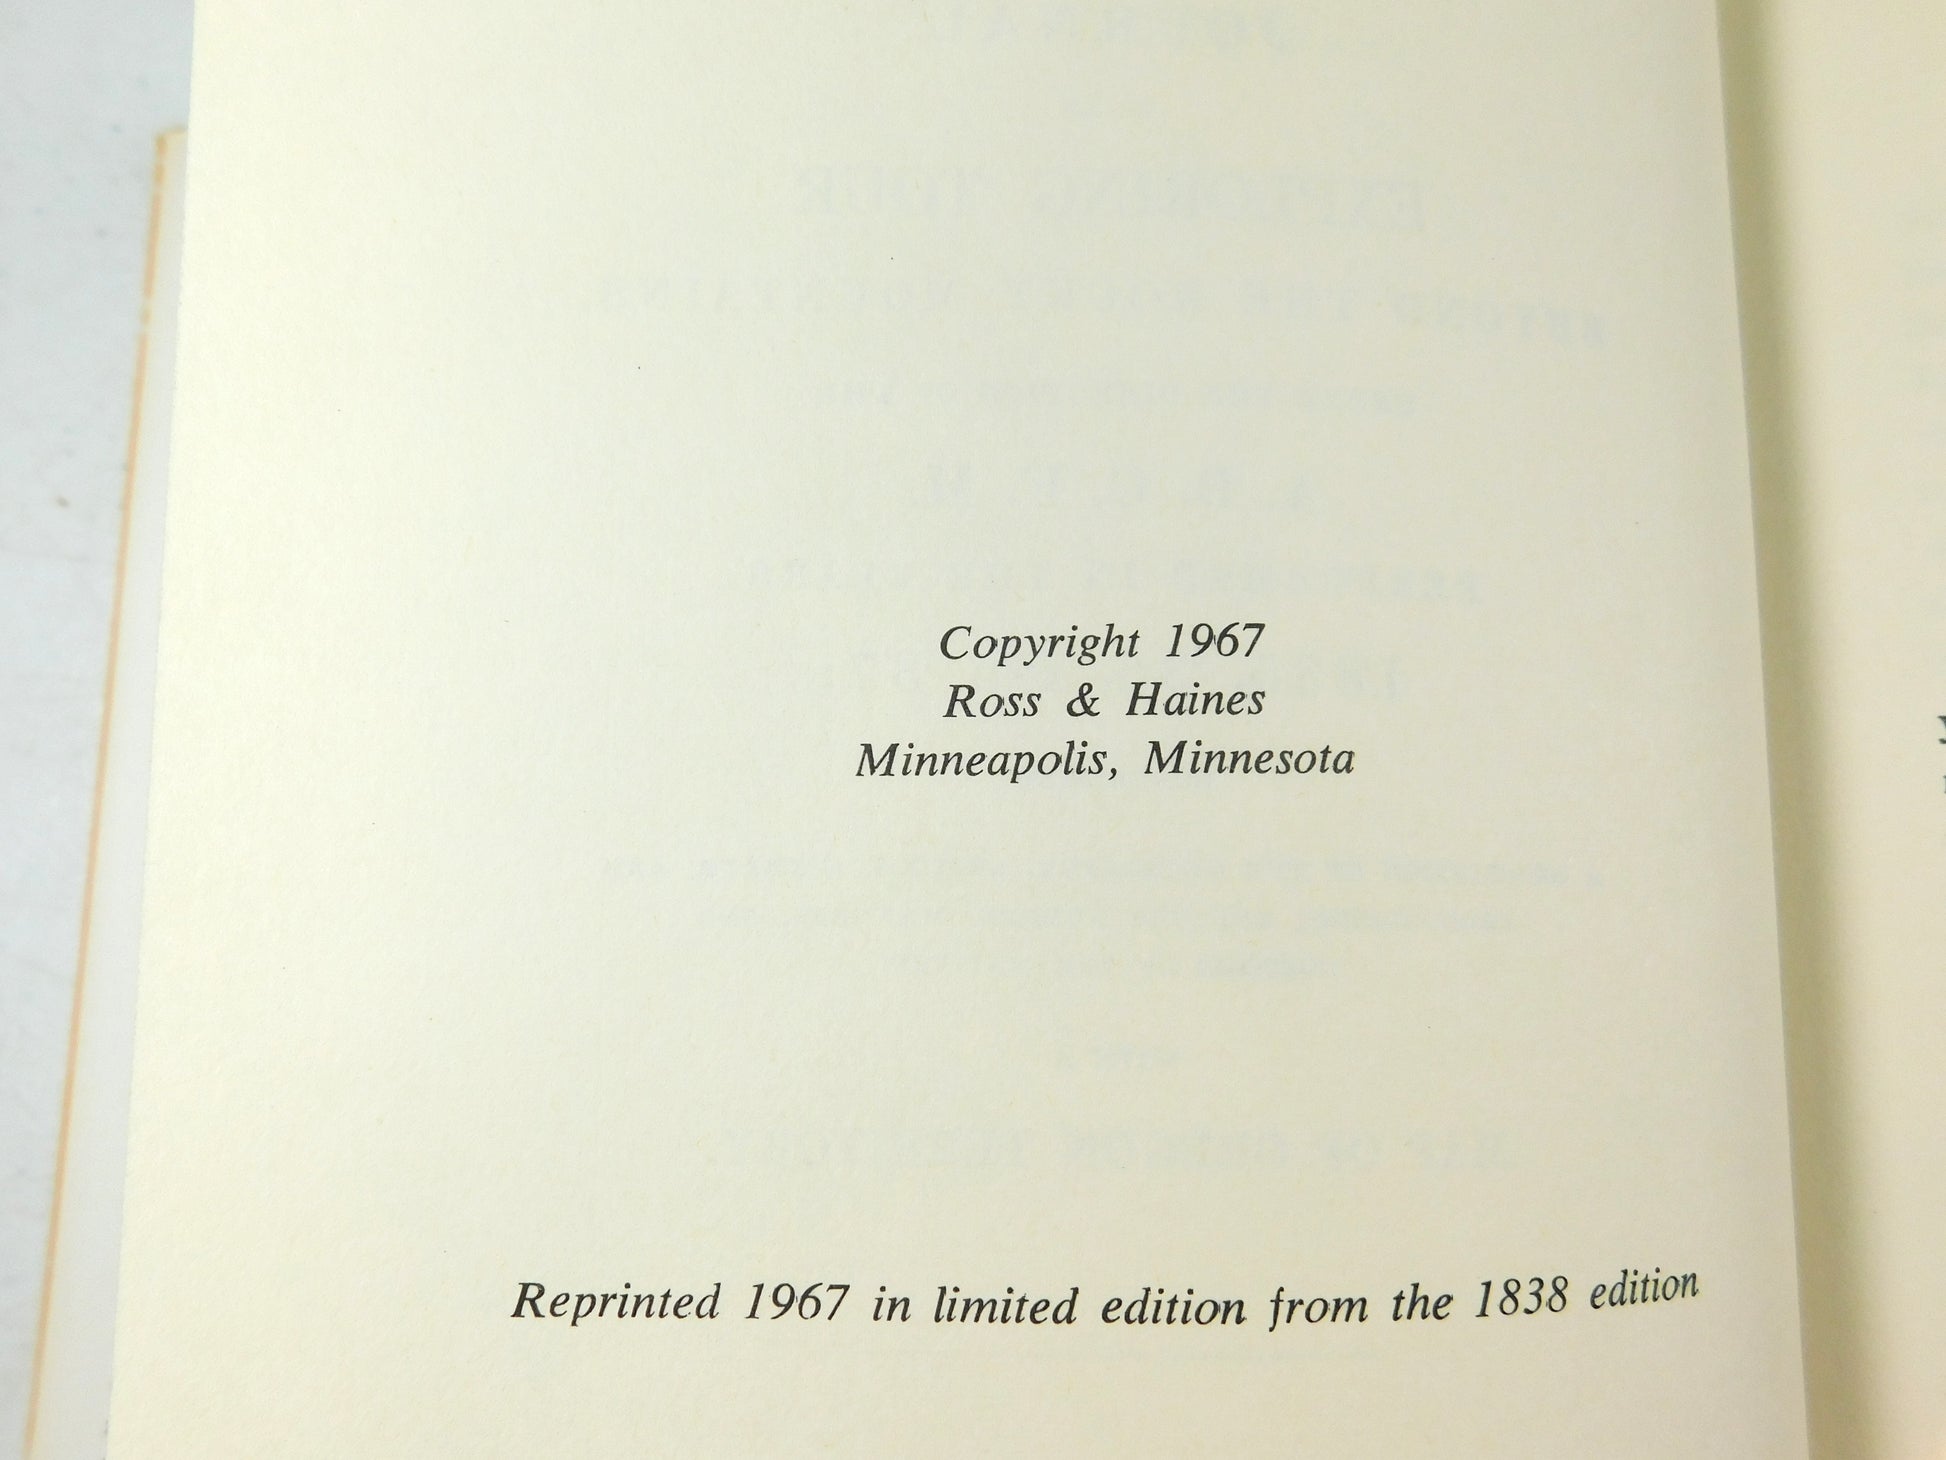 Copyright 1967
Ross & Haines
Minneapolis, Minnesota
Reprinted 1967 in limited edition from the 1838 edition